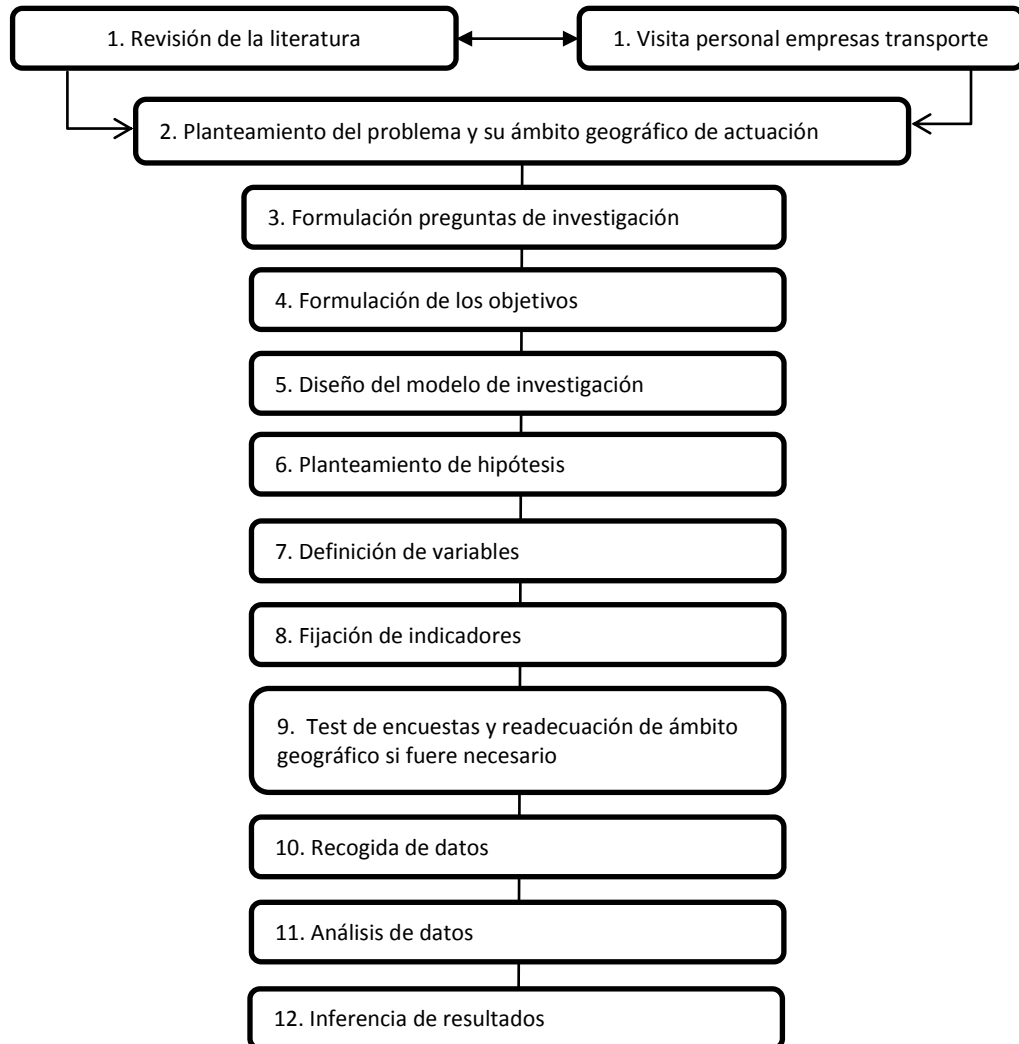 1. Revisión de la literatura
1. Visita personal empresas transporte
2. Planteamiento del problema y su ámbito geográfico de actuación
3. Formulación preguntas de investigación
4. Formulación de los objetivos
5. Diseño del modelo de investigación
6. Planteamiento de hipótesis
7. Definición de variables
8. Fijación de indicadores
9. Test de encuestas y readecuación de ámbito
geográfico si fuere necesario
10. Recogida de datos
11. Análisis de datos
12. Inferencia de resultados